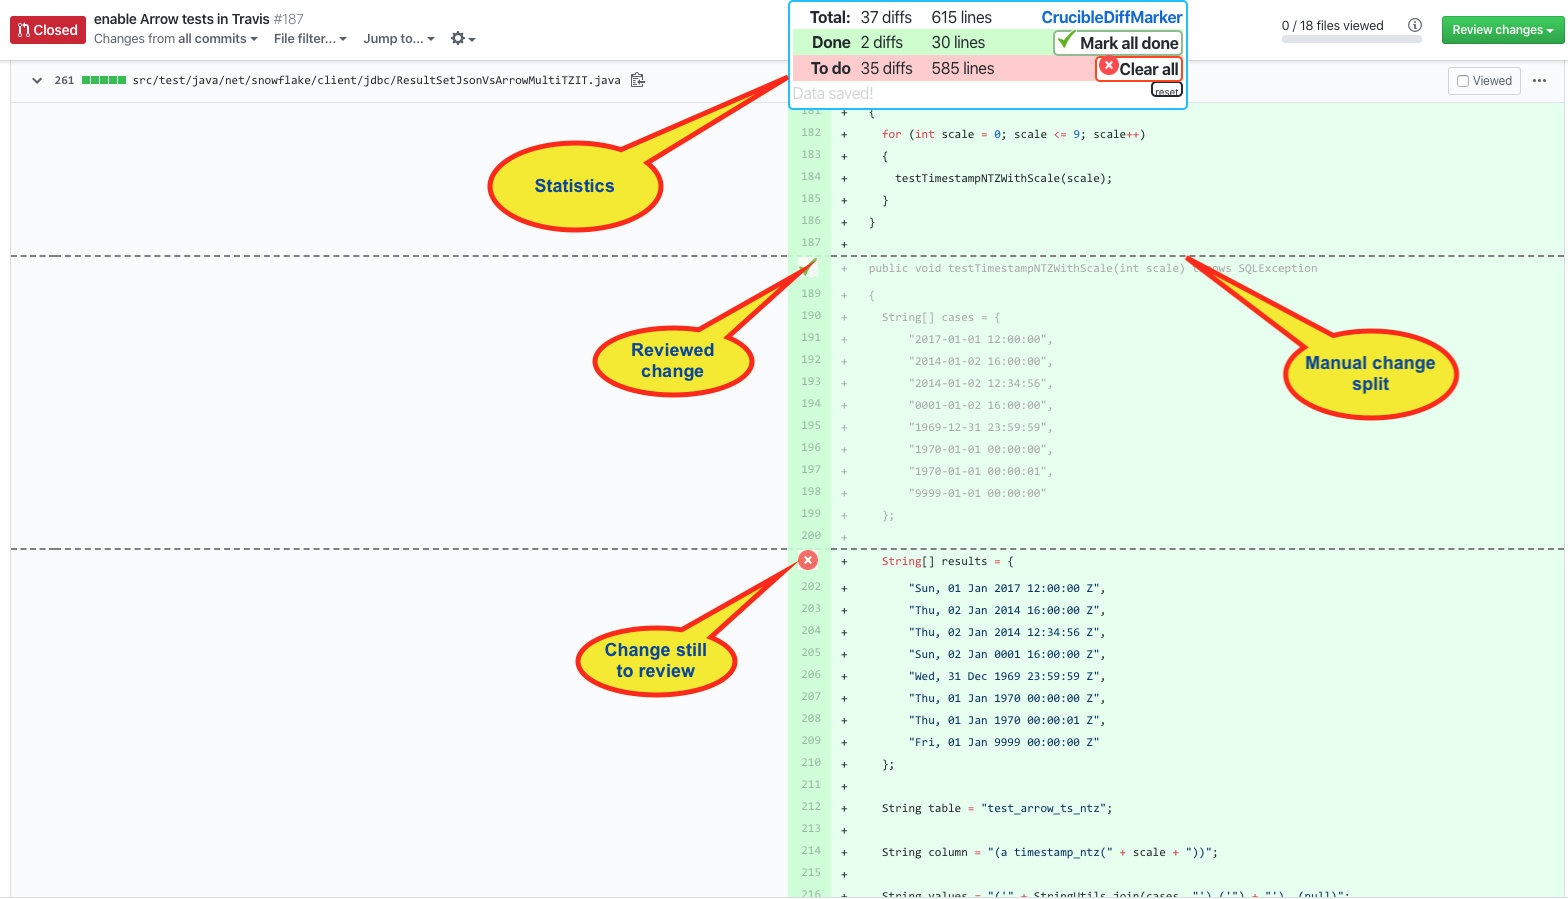 Closed
enable Arrow tests in Travis #187
Changes from all commits File filter... Jump to...
Total: 37 diffs 615 lines CrucibleDiffMarker
Done 2 diffs 30 lines Mark all done
To do 35 diffs 585 lines Clear all
Data saved! reset
0 / 18 files viewed
Review changes
261 src/test/java/net/snowflake/client/jdbc/ResultSetJsonVsArrowMultiTZIT.java
Viewed
181 + {
182 + for (int scale = 0; scale <= 9; scale++)
183 + {
184 + testTimestampNTZWithScale(scale);
185 + }
186 + }
187 +
+ public void testTimestampNTZWithScale(int scale) SQLException
189 + {
190 + String[] cases = {
191 + "2017-01-01 12:00:00",
192 + "2014-01-02 16:00:00",
193 + "2014-01-02 12:34:56",
194 + "0001-01-02 16:00:00",
195 + "1969-12-31 23:59:59",
196 + "1970-01-01 00:00:00",
197 + "1970-01-01 00:00:01",
198 + "9999-01-01 00:00:00"
199 + };
200 +
+ String[] results = {
202 "Sun, 01 Jan 2017 12:00:00 Z",
203 + "Thu, 02 Jan 2014 16:00:00 Z",
204 + "Thu, 02 Jan 2014 12:34:56 Z",
205 + "Sun, 02 Jan 0001 16:00:00 Z",
206 + "Wed, 31 Dec 1969 23:59:59 Z",
207 + "Thu, 01 Jan 1970 00:00:00 Z",
208 + "Thu, 01 Jan 1970 00:00:01 Z",
209 + "Fri, 01 Jan 9999 00:00:00 Z"
210 + };
211 +
212 + String table = "test_arrow_ts_ntz";
213 +
214 + String column = "(a timestamp_ntz(" + scale + "))";
215 +
216 + String values = "('" + StringUtils.join(cases, "'),('") + "'), (null)";
Statistics
Reviewed
change
Manual change
split
Change still
to review